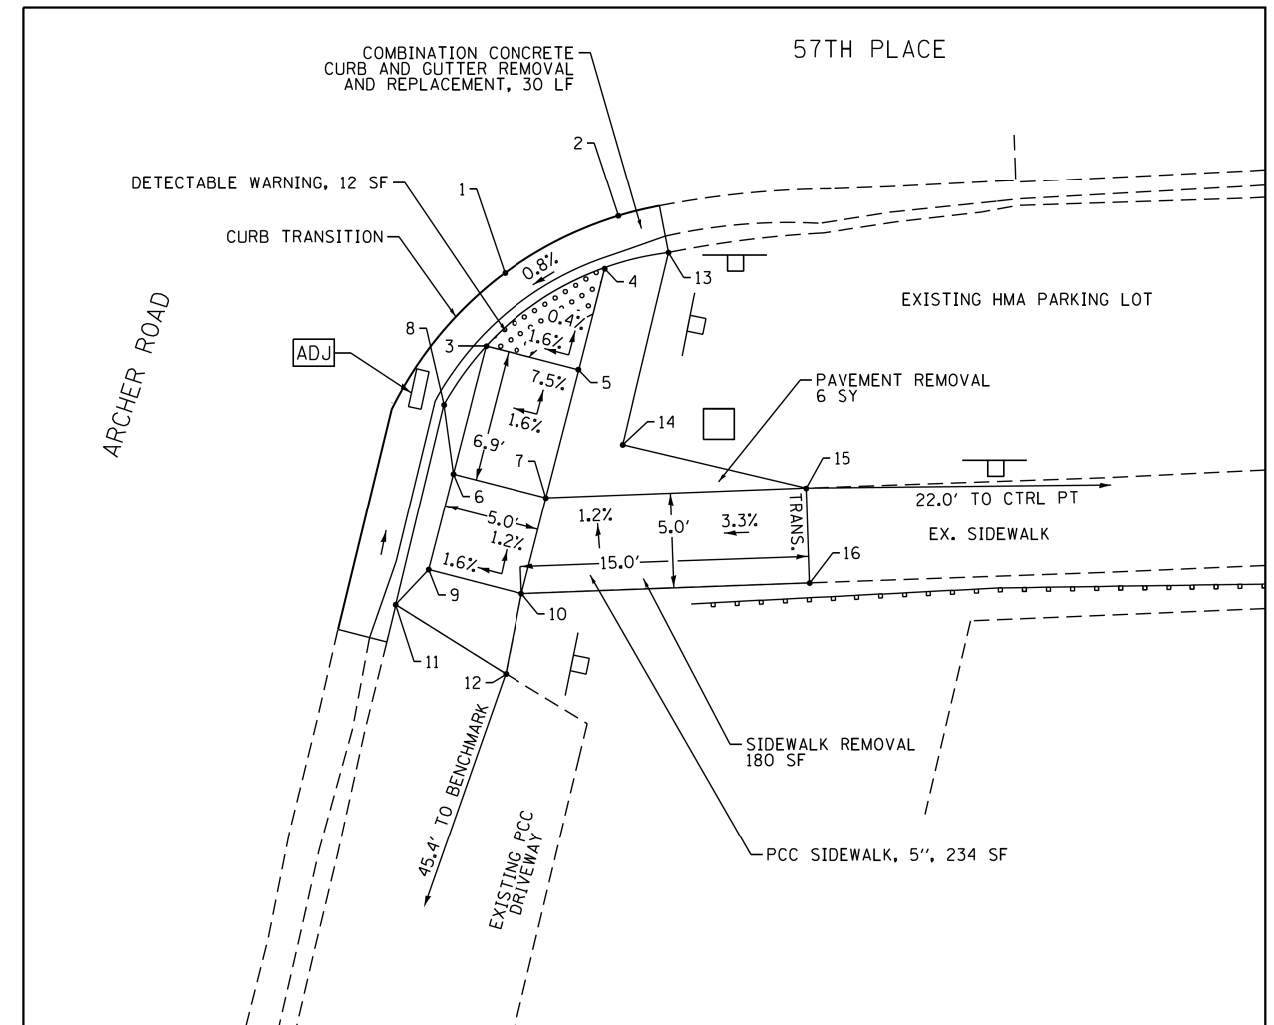 57TH PLACE
COMBINATION CONCRETE
CURB AND GUTTER REMOVAL
AND REPLACEMENT, 30 LF
2
DETECTABLE WARNING, 12 SF
1
CURB TRANSITION
0.8%
13
4
EXISTING HMA PARKING LOT
ARCHER ROAD
8
0.4%
3
1.6%
ADJ
7.5%
5
PAVEMENT REMOVAL
6 SY
1.6%
14
6.9'
7
15
6
22.0' TO CTRL PT
TRANS.
5.0'
1.2%
5.0'
3.3%
EX. SIDEWALK
1.2%
16
1.6%
15.0'
9
10
11
12
45.4' TO BENCHMARK
SIDEWALK REMOVAL
180 SF
EXISTING PCC
DRIVEWAY
PCC SIDEWALK, 5'', 234 SF